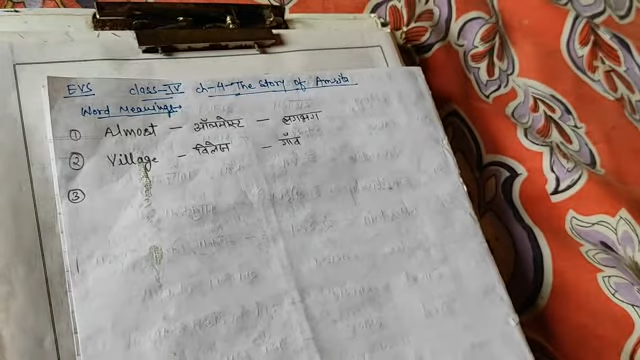 EVS class-IV ch-4-The story of Amrita
Word Meanings
① Almost - ऑलमोस्ट - लगभग
② Village - विलेज - गाँव
③